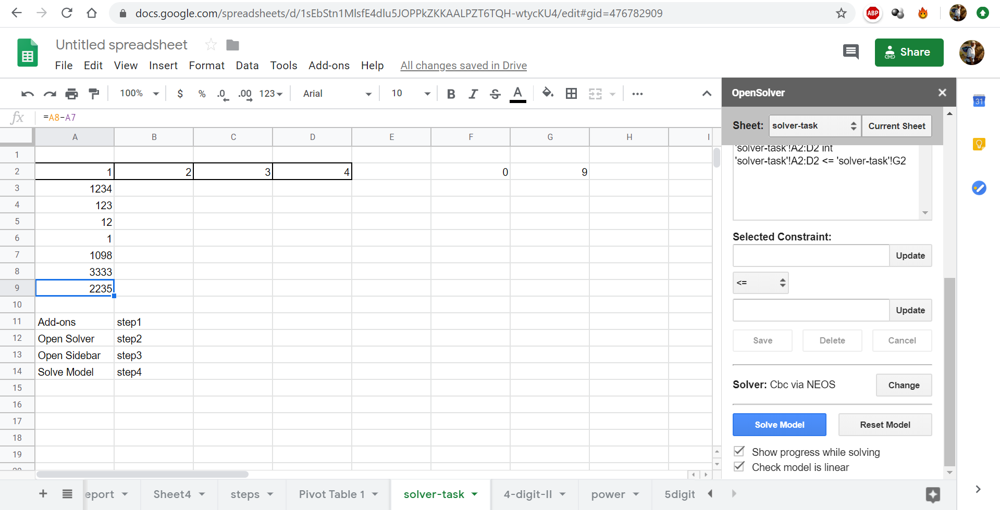 docs.google.com/spreadsheets/d/1sEbStn1MlsfE4dlu5JOPPkZKKAALPZT6TQH-wtycKU4/edit#gid=476782909
ABP
Untitled spreadsheet
File Edit View Insert Format Data Tools Add-ons Help All changes saved in Drive
Share
100% $ % .0 .00 123 Arial 10 B I S A
fx =A8-A7
A B C D E F G H I
1
2 1 2 3 4 0 9
3 1234
4 123
5 12
6 1
7 1098
8 3333
9 2235
10
11 Add-ons step1
12 Open Solver step2
13 Open Sidebar step3
14 Solve Model step4
15
16
17
18
19
20
OpenSolver
Sheet: solver-task Current Sheet
'solver-task'!A2:D2 int
'solver-task'!A2:D2 <= 'solver-task'!G2
Selected Constraint:
Update
<=
Update
Save Delete Cancel
Solver: Cbc via NEOS Change
Solve Model Reset Model
Show progress while solving
Check model is linear
31
eport Sheet4 steps Pivot Table 1 solver-task 4-digit-II power 5digit